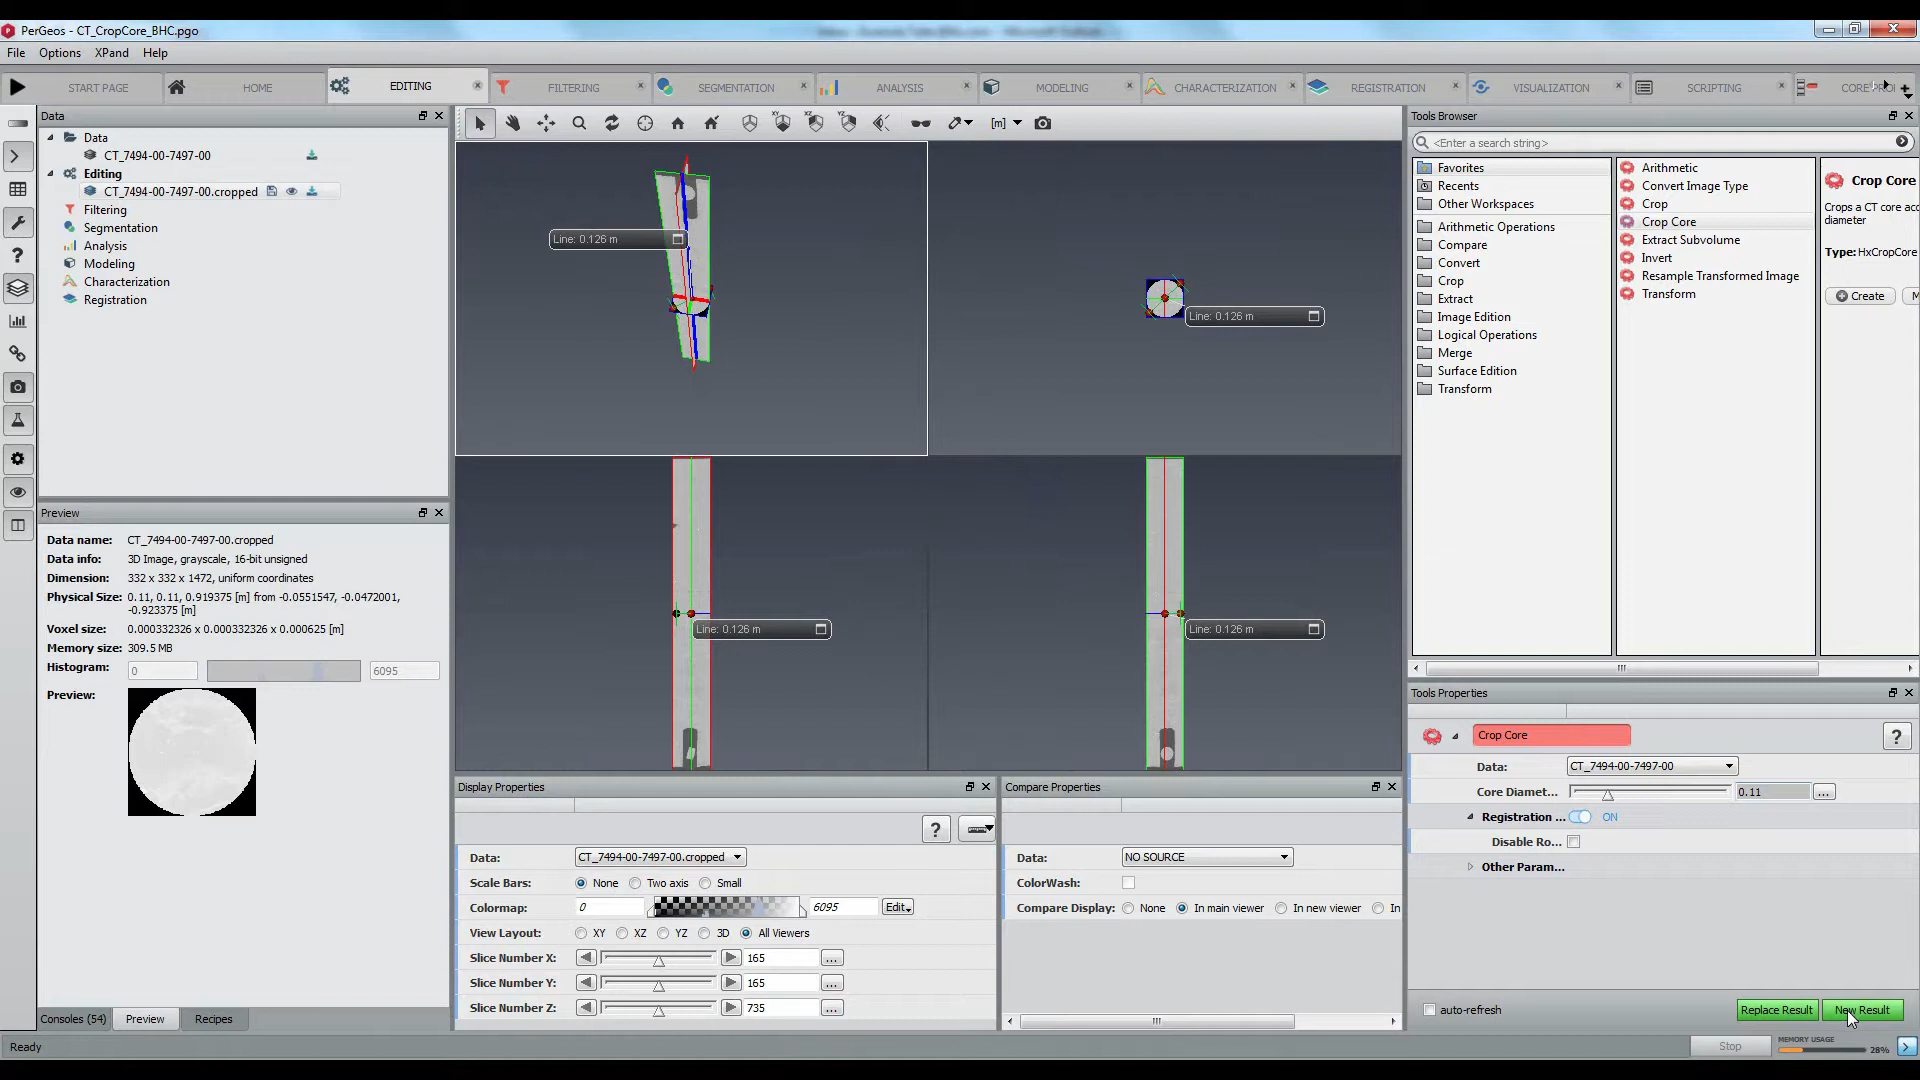 PerGeos - CT_CropCore_BHC.pgo
File Options XPand Help
START PAGE HOME EDITING FILTERING SEGMENTATION ANALYSIS MODELING CHARACTERIZATION REGISTRATION VISUALIZATION SCRIPTING
Data
Data
CT_7494-00-7497-00
Editing
CT_7494-00-7497-00.cropped
Filtering
Segmentation
Analysis
Modeling
Characterization
Registration
Preview
Data name: CT_7494-00-7497-00.cropped
Data info: 3D Image, grayscale, 16-bit unsigned
Dimension: 332 x 332 x 1472, uniform coordinates
Physical Size: 0.11, 0.11, 0.919375 [m] from -0.0551547, -0.0472001,
-0.923375 [m]
Voxel size: 0.000332326 x 0.000332326 x 0.000625 [m]
Memory size: 309.5 MB
Histogram: 0 6095
Preview:
Consoles (54) Preview Recipes
Ready
[m]
XY XZ YZ
Line: 0.126 m
Line: 0.126 m
Line: 0.126 m
Line: 0.126 m
Display Properties
?
Data: CT_7494-00-7497-00.cropped
Scale Bars: None Two axis Small
Colormap: 0 6095 Edit
View Layout: XY XZ YZ 3D All Viewers
Slice Number X: 165 ...
Slice Number Y: 165 ...
Slice Number Z: 735 ...
Compare Properties
Data: NO SOURCE
ColorWash:
Compare Display: None In main viewer In new viewer In
Tools Browser
<Enter a search string>
Favorites
Recents
Other Workspaces
Arithmetic Operations
Compare
Convert
Crop
Extract
Image Edition
Logical Operations
Merge
Surface Edition
Transform
Arithmetic
Convert Image Type
Crop
Crop Core
Extract Subvolume
Invert
Resample Transformed Image
Transform
Crop Core
Crops a CT core acc
diameter
Type: HxCropCore
Create M
Tools Properties
Crop Core ?
Data: CT_7494-00-7497-00
Core Diamet... 0.11 ...
Registration ... ON
Disable Ro...
Other Param...
auto-refresh Replace Result New Result
Stop MEMORY USAGE 28%